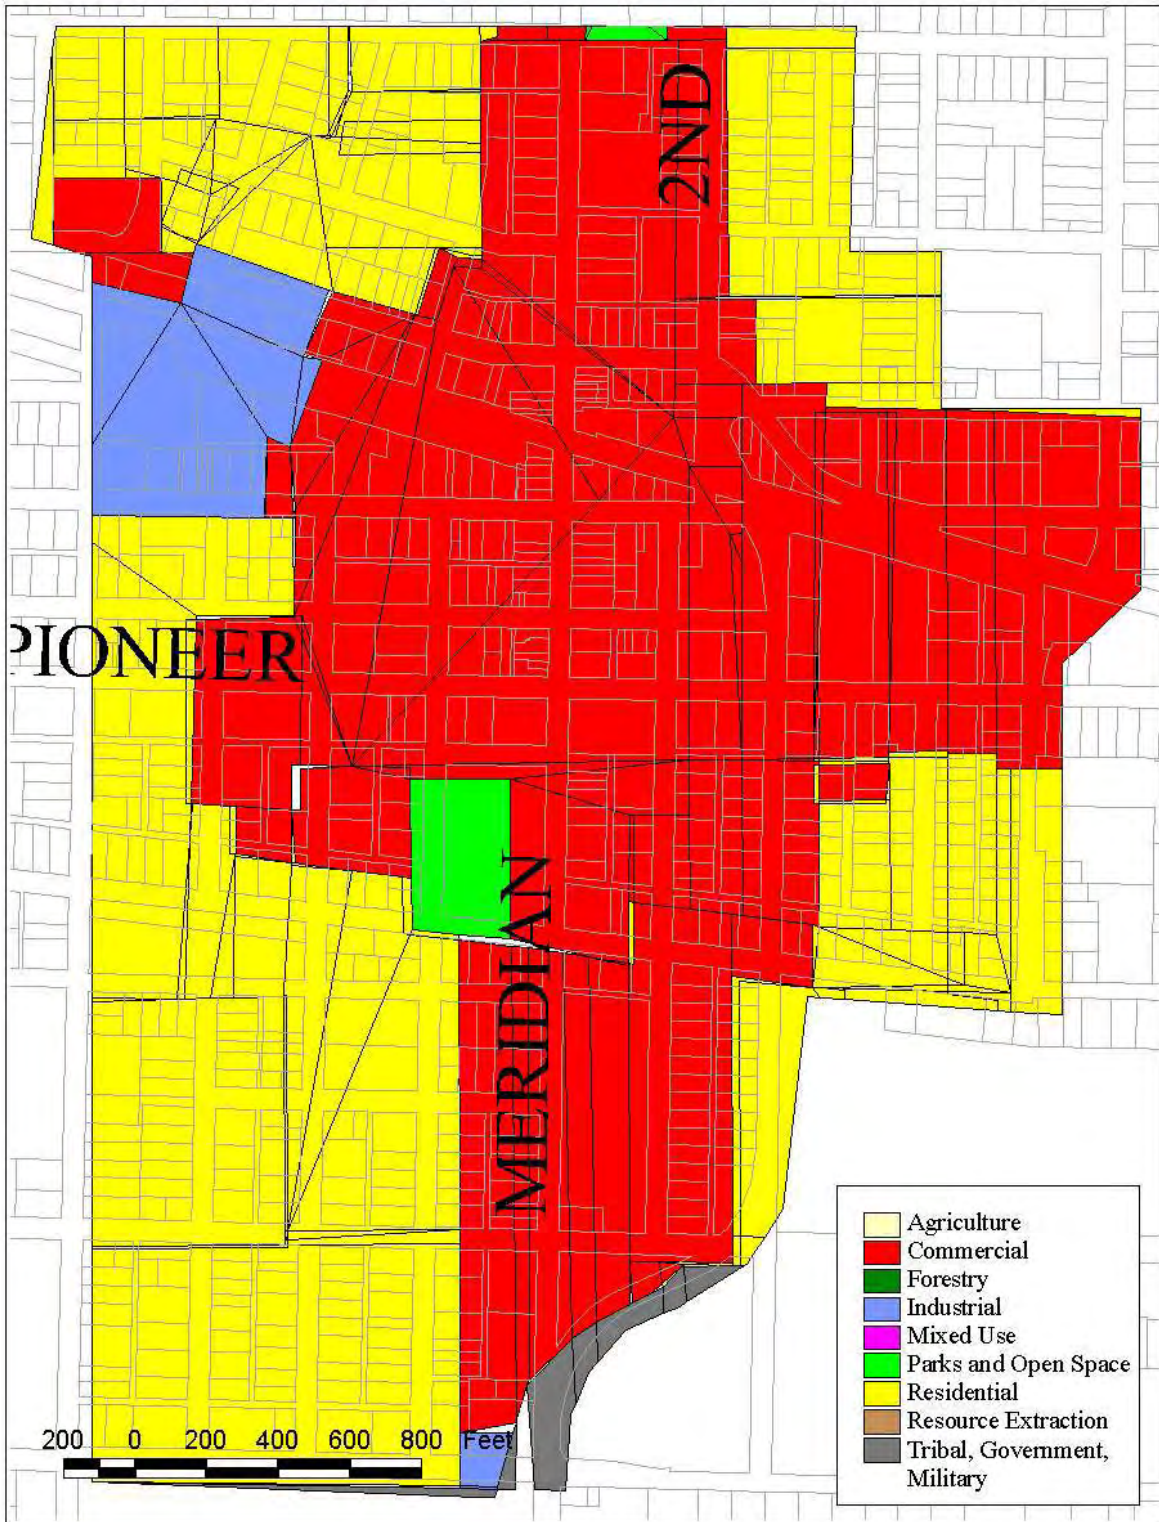 2ND
PIONEER
MERIDIAN
Agriculture
Commercial
Forestry
Industrial
Mixed Use
Parks and Open Space
Residential
Resource Extraction
Tribal, Government,
Military
200 0 200 400 600 800 Feet